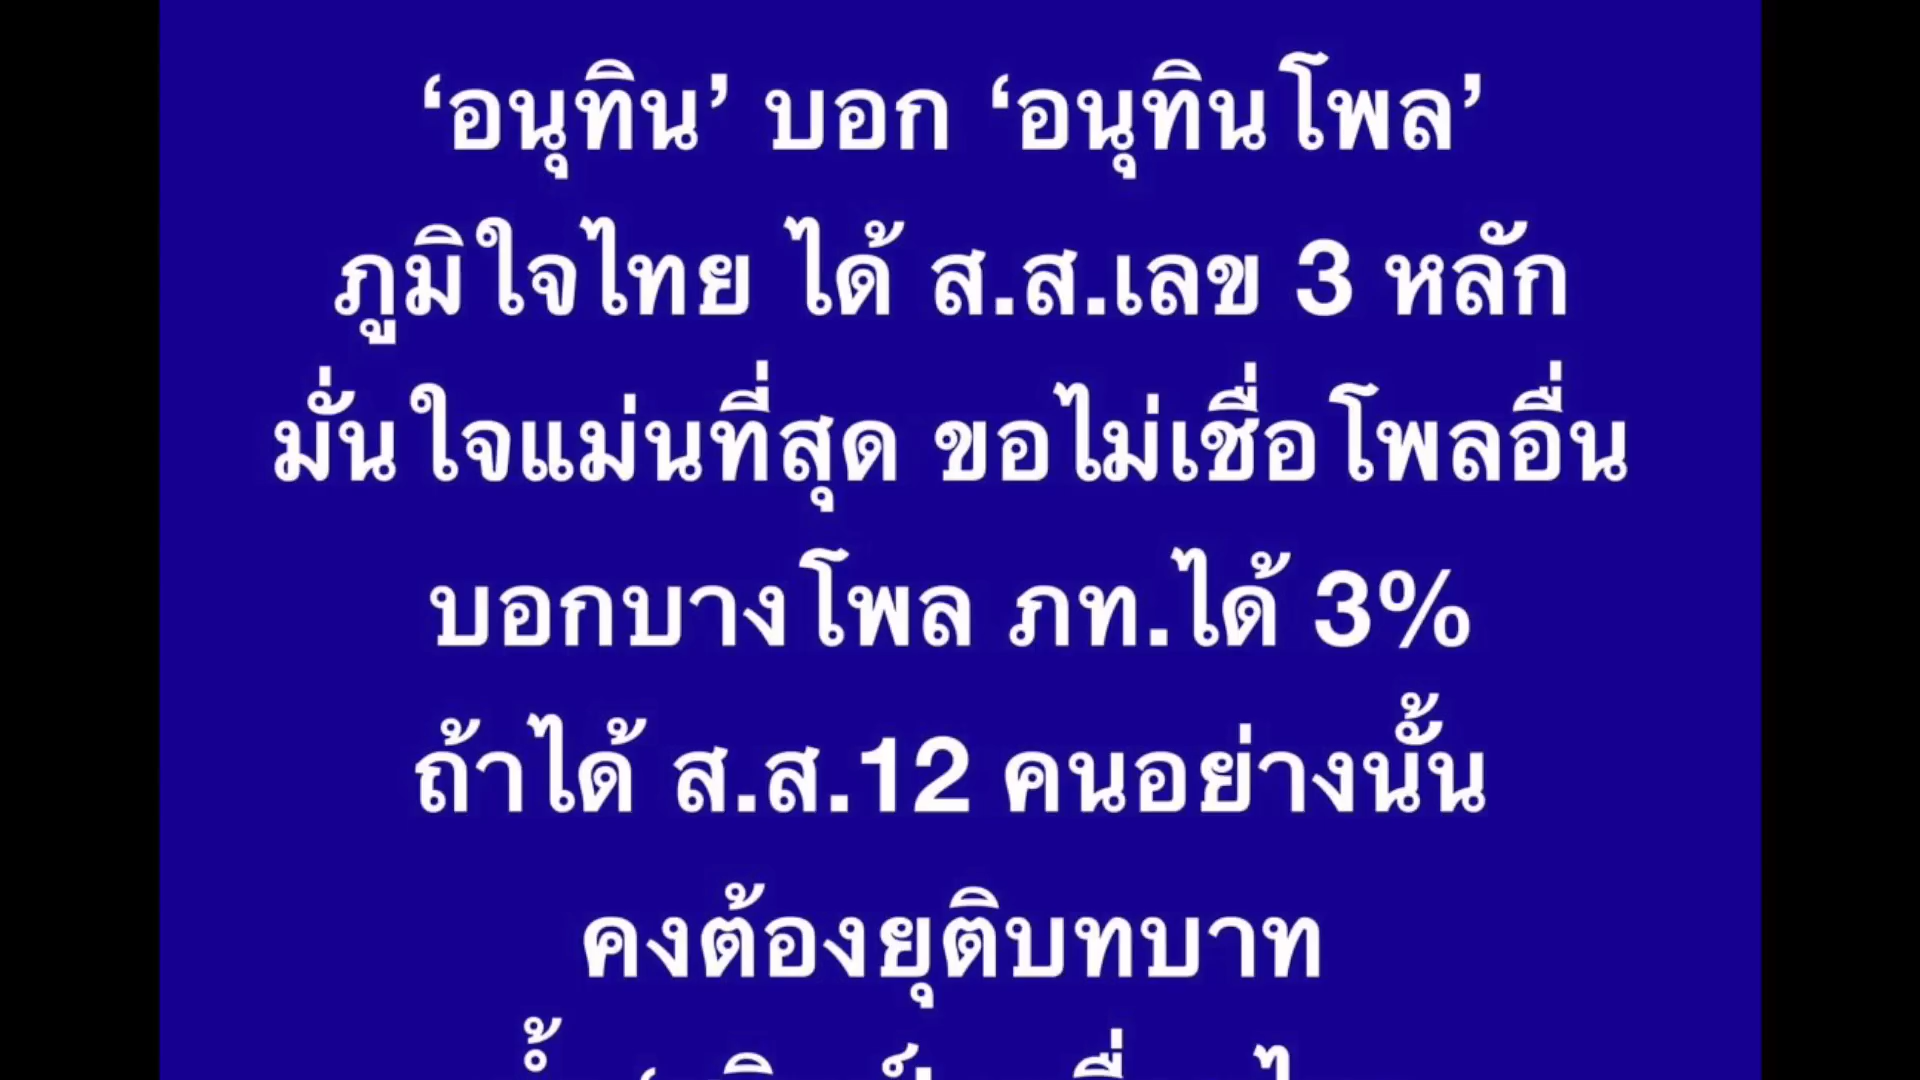 ‘อนุทิน’ บอก ‘อนุทินโพล’
ภูมิใจไทย ได้ ส.ส.เลข 3 หลัก
มั่นใจแม่นที่สุด ขอไม่เชื่อโพลอื่น
บอกบางโพล ภท.ได้ 3%
ถ้าได้ ส.ส.12 คนอย่างนั้น
คงต้องยุติบทบาท